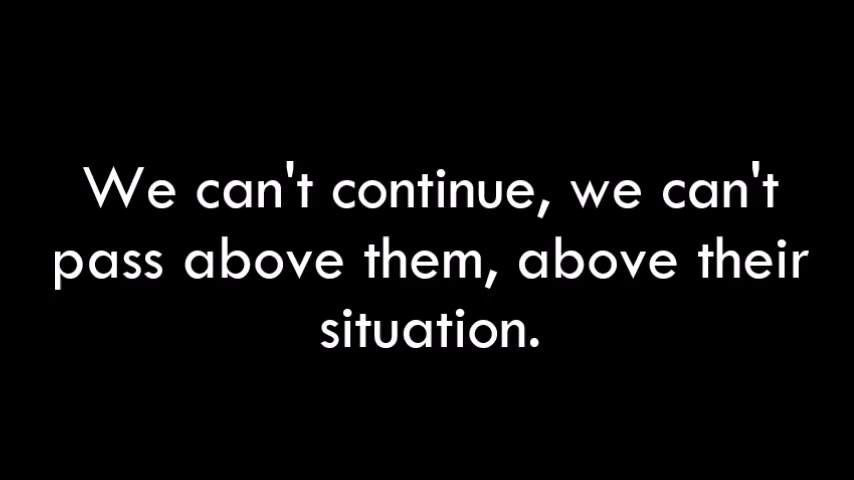 We can't continue, we can't
pass above them, above their
situation.